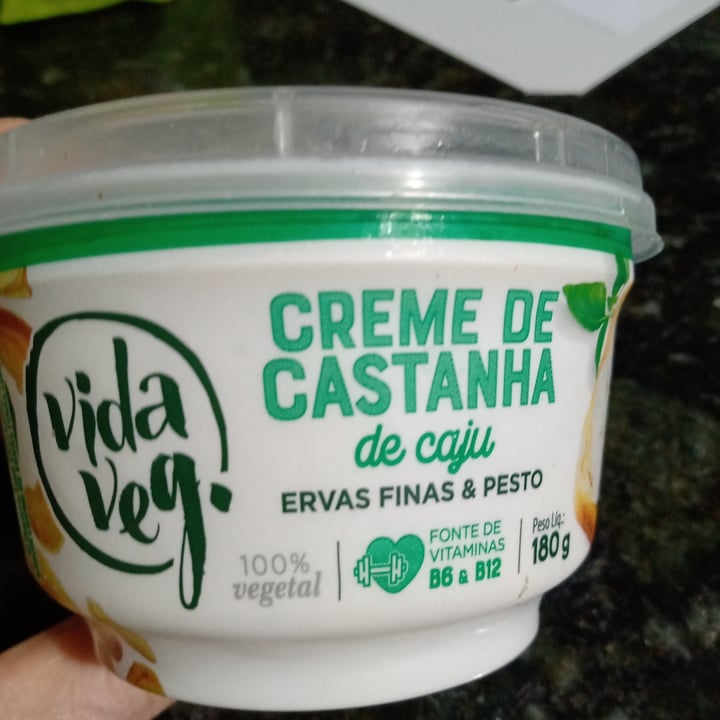 vida
veg.
CREME DE
CASTANHA
de caju
ERVAS FINAS & PESTO
100%
vegetal
FONTE DE
VITAMINAS
B6 & B12
Peso Líq.:
180 g